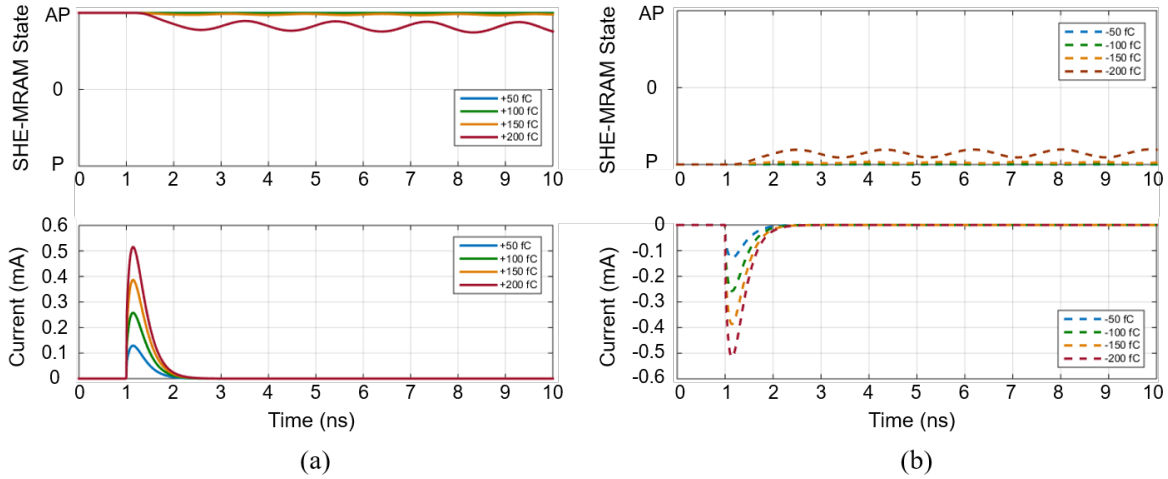 SHE-MRAM State
AP
0
P
+50 fC
+100 fC
+150 fC
+200 fC
0 1 2 3 4 5 6 7 8 9 10
Current (mA)
0.6
0.5
0.4
0.3
0.2
0.1
0
+50 fC
+100 fC
+150 fC
+200 fC
0 1 2 3 4 5 6 7 8 9 10
Time (ns)
(a)
SHE-MRAM State
AP
0
P
-50 fC
-100 fC
-150 fC
-200 fC
0 1 2 3 4 5 6 7 8 9 10
Current (mA)
0
-0.1
-0.2
-0.3
-0.4
-0.5
-0.6
-50 fC
-100 fC
-150 fC
-200 fC
0 1 2 3 4 5 6 7 8 9 10
Time (ns)
(b)